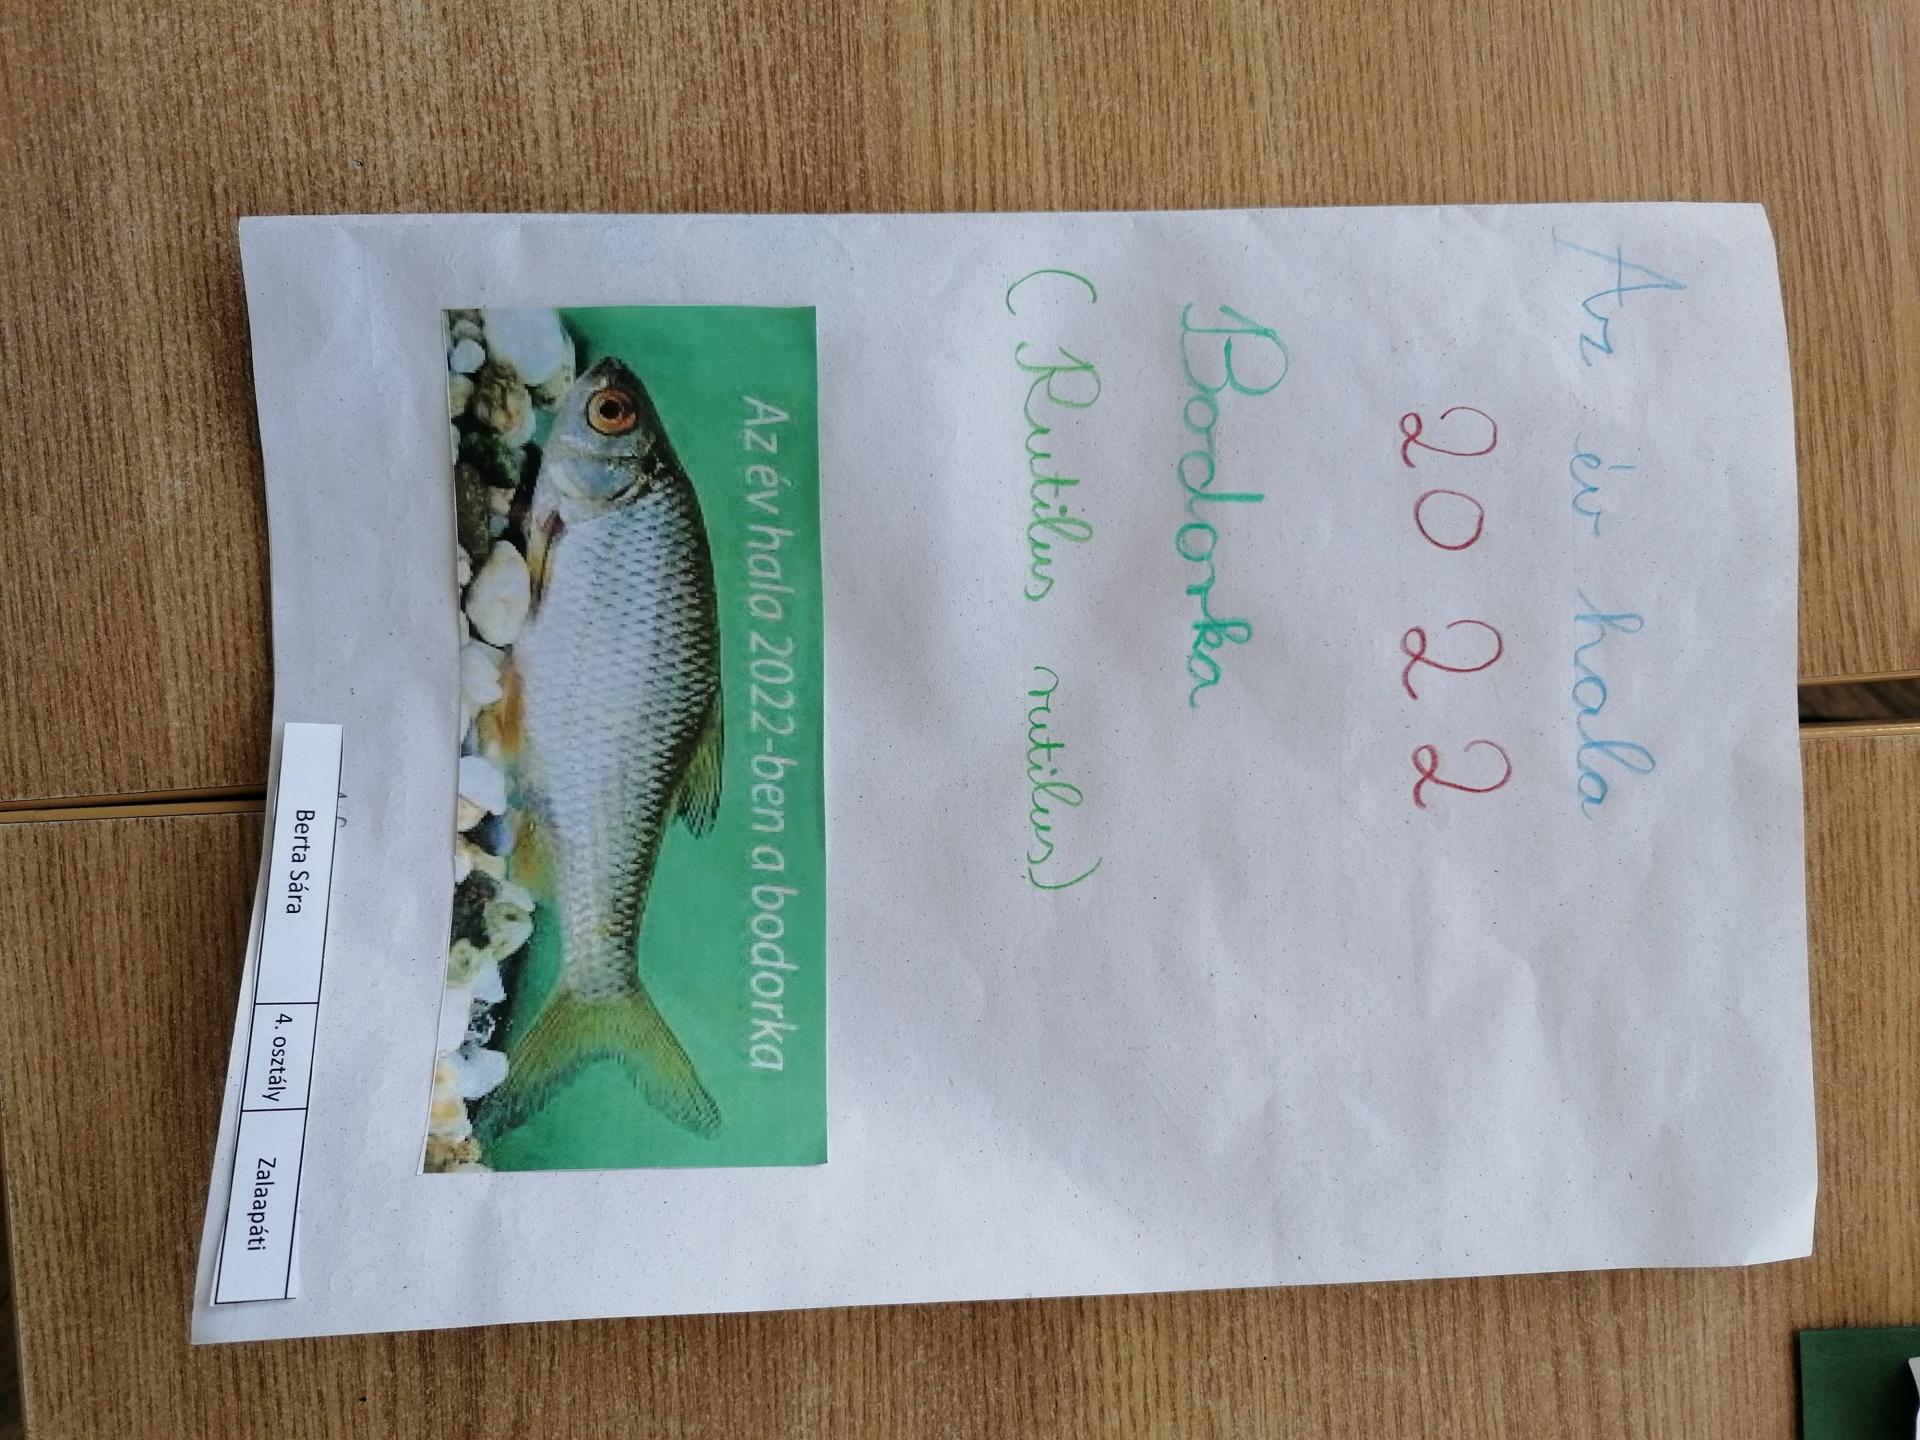 Az év hala
2022
Bodorka
(Rutilus rutilus)
Az év hala 2022-ben a bodorka
Berta Sára 4. osztály Zalaapáti